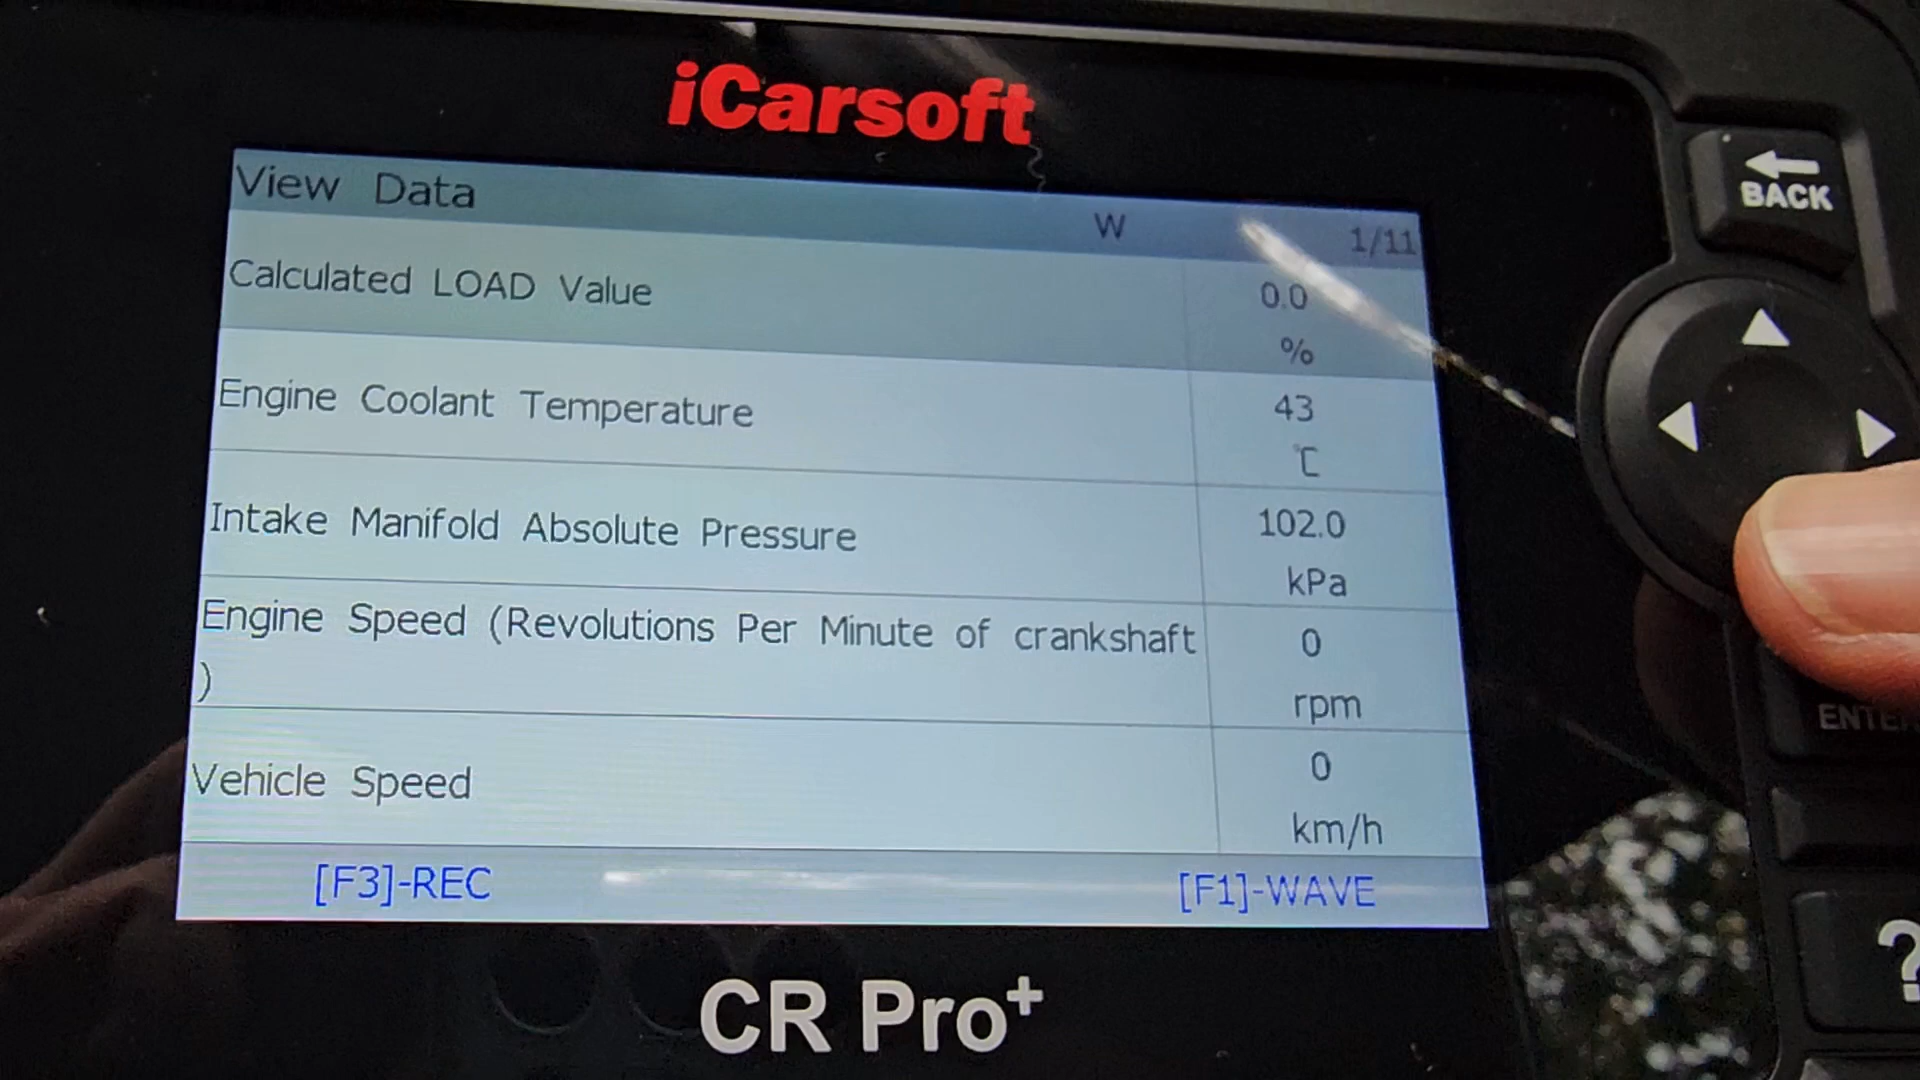 iCarsoft
BACK
View Data W 1/11
Calculated LOAD Value 0.0
%
Engine Coolant Temperature 43
℃
Intake Manifold Absolute Pressure 102.0
kPa
Engine Speed (Revolutions Per Minute of crankshaft 0
) rpm
Vehicle Speed 0
km/h
[F3]-REC [F1]-WAVE
CR Pro+
?